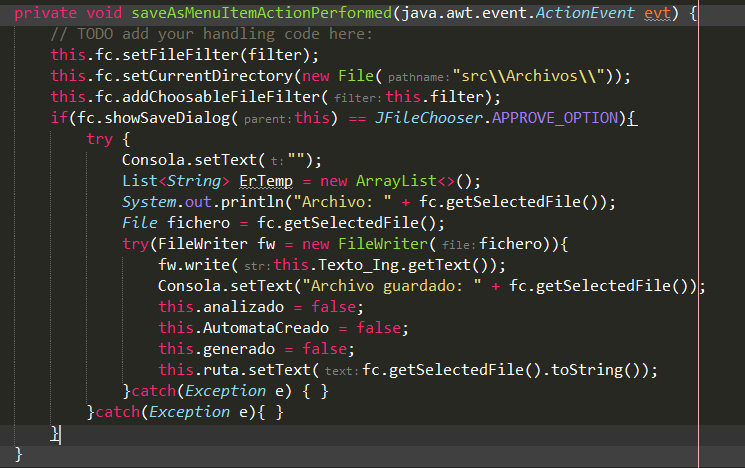 private void saveAsMenuItemActionPerformed(java.awt.event.ActionEvent evt) {
// TODO add your handling code here:
this.fc.setFileFilter(filter);
this.fc.setCurrentDirectory(new File( pathname: "src\\Archivos\\"));
this.fc.addChoosableFileFilter( filter: this.filter);
if(fc.showSaveDialog( parent: this) == JFileChooser.APPROVE_OPTION){
try {
Consola.setText( t: "");
List<String> ErTemp = new ArrayList<>();
System.out.println("Archivo: " + fc.getSelectedFile());
File fichero = fc.getSelectedFile();
try(FileWriter fw = new FileWriter( file: fichero)){
fw.write( str: this.Texto_Ing.getText());
Consola.setText("Archivo guardado: " + fc.getSelectedFile());
this.analizado = false;
this.AutomataCreado = false;
this.generado = false;
this.ruta.setText( text: fc.getSelectedFile().toString());
}catch(Exception e) { }
}catch(Exception e){ }
}
}